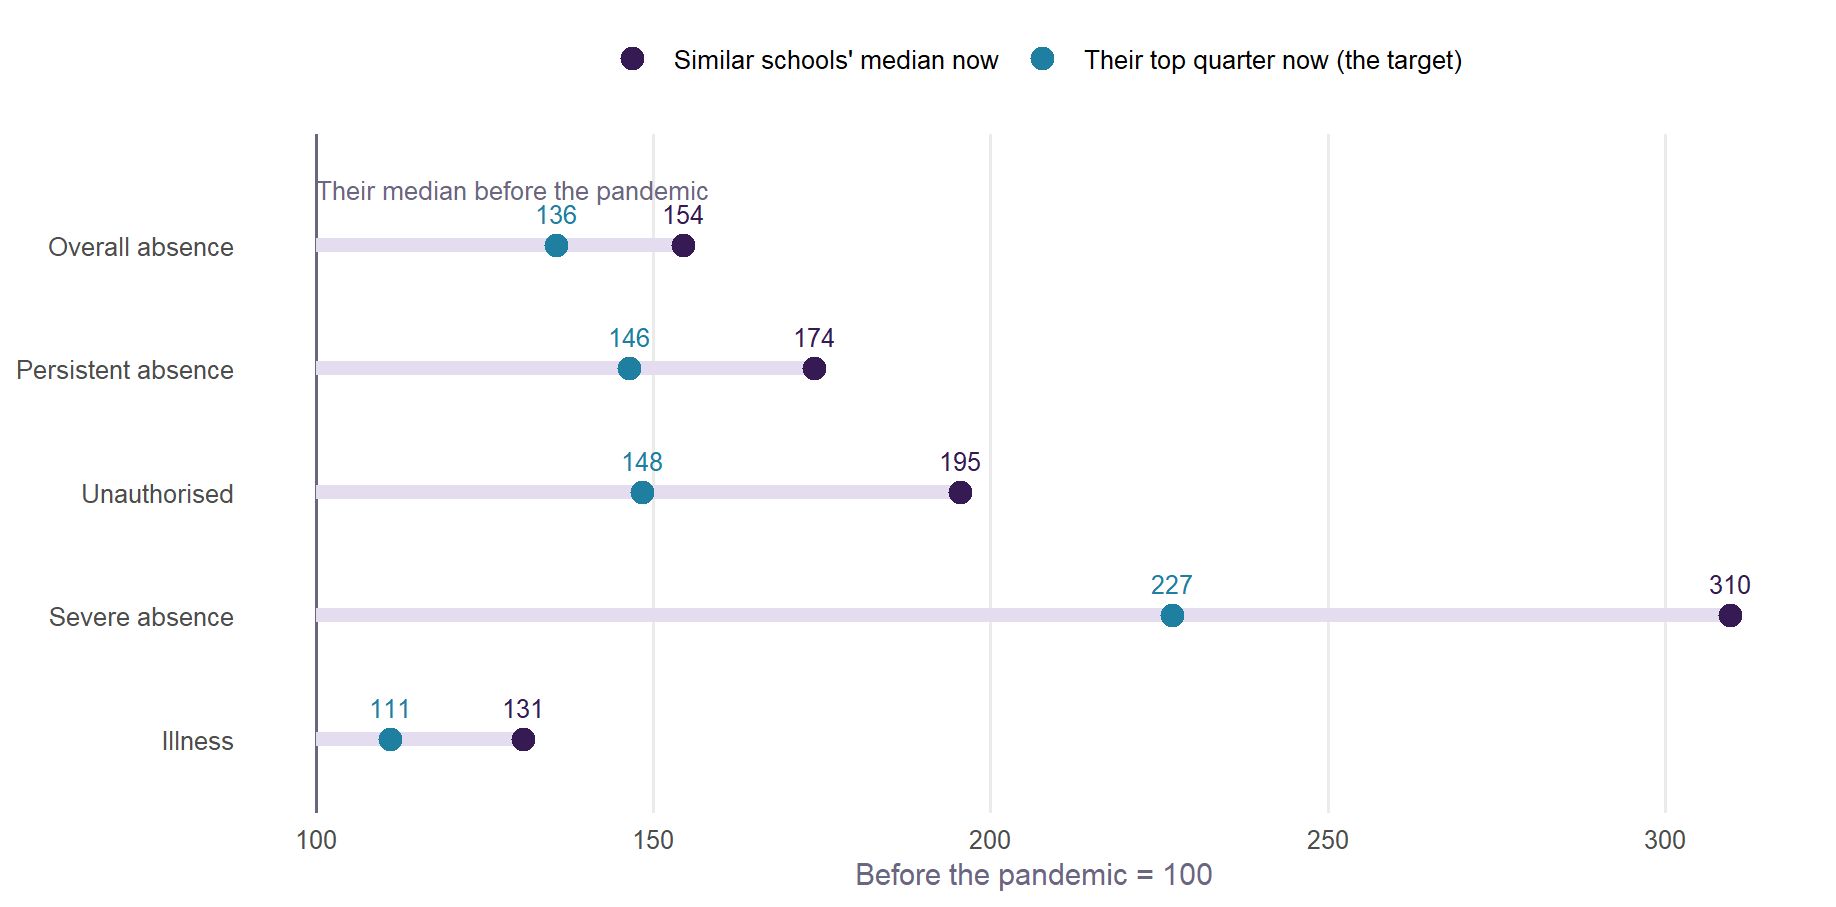 Similar schools' median now
Their top quarter now (the target)
Their median before the pandemic
136
154
Overall absence
146
174
Persistent absence
148
195
Unauthorised
227
310
Severe absence
111
131
Illness
100
150
200
250
300
Before the pandemic = 100